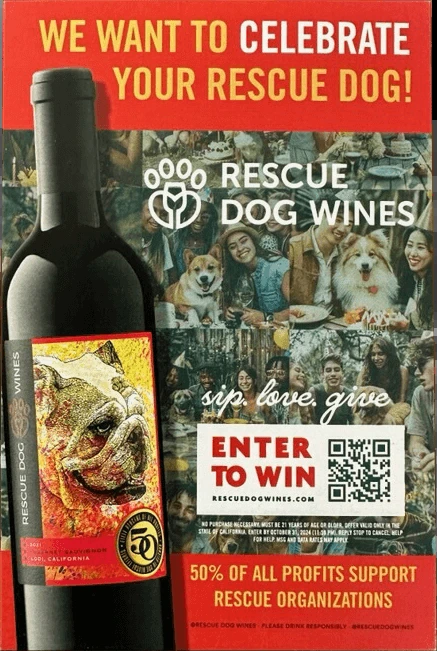 WE WANT TO CELEBRATE
YOUR RESCUE DOG!
RESCUE
DOG WINES
sip. love. give
ENTER
TO WIN
RESCUEDOGWINES.COM
NO PURCHASE NECESSARY. MUST BE 21 YEARS OF AGE OR OLDER. OFFER VALID ONLY IN THE
STATE OF CALIFORNIA. ENTER BY OCTOBER 31, 2024 (11:59 PM). REPLY STOP TO CANCEL, HELP
FOR HELP. MSG AND DATA RATES MAY APPLY.
50% OF ALL PROFITS SUPPORT
RESCUE ORGANIZATIONS
@RESCUE DOG WINES · PLEASE DRINK RESPONSIBLY · @RESCUEDOGWINES
RESCUE DOG WINES
2021
CABERNET SAUVIGNON
LODI, CALIFORNIA
50